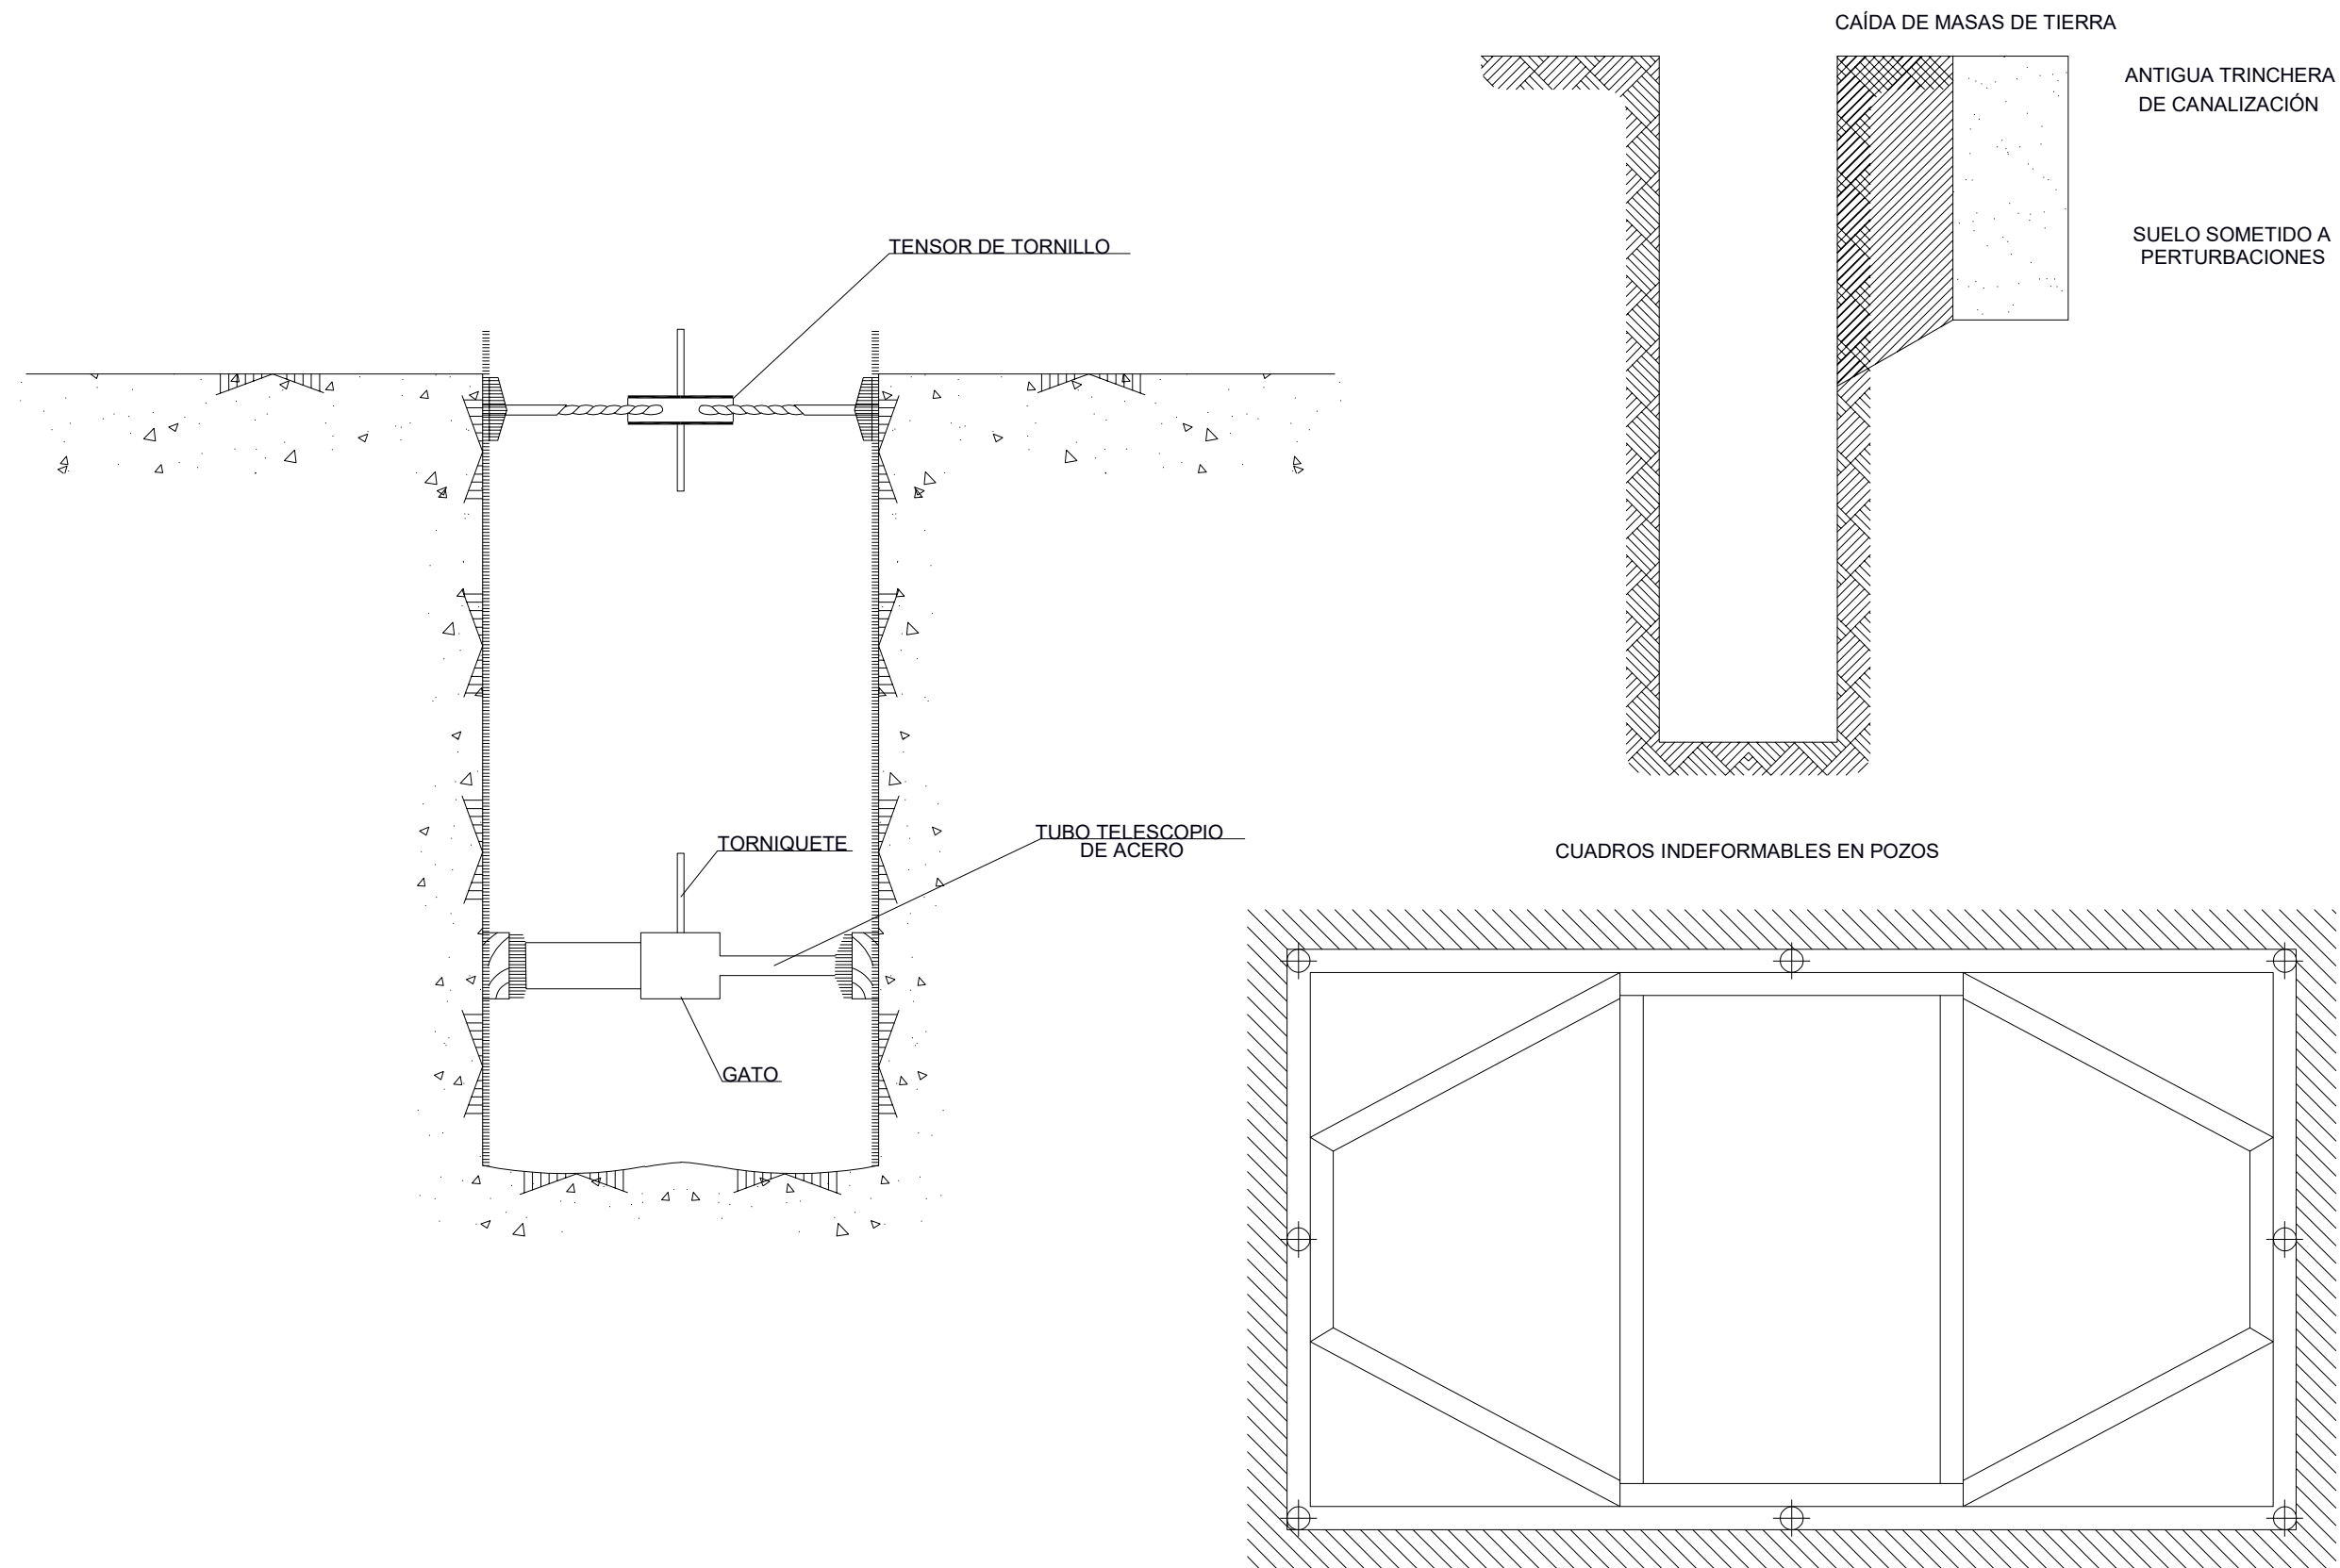 CAÍDA DE MASAS DE TIERRA
ANTIGUA TRINCHERA
DE CANALIZACIÓN
SUELO SOMETIDO A
PERTURBACIONES
TENSOR DE TORNILLO
TORNIQUETE
TUBO TELESCOPIO
DE ACERO
GATO
CUADROS INDEFORMABLES EN POZOS